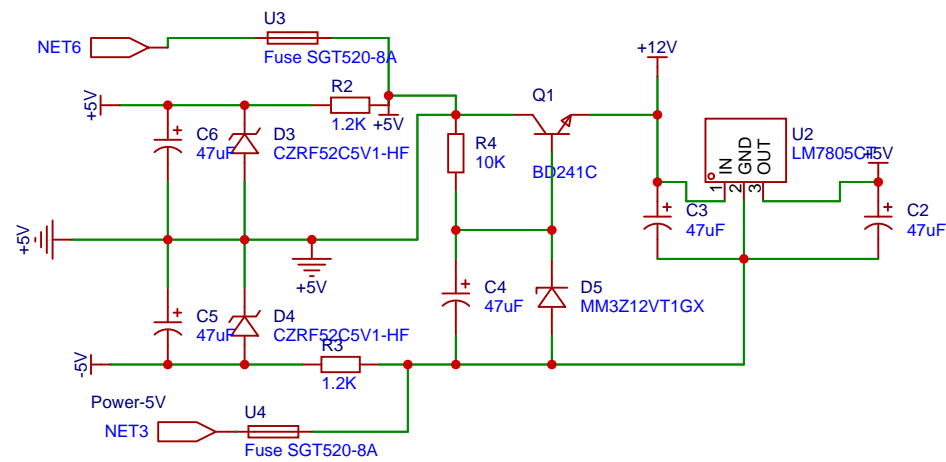 U3
NET6
Fuse SGT520-8A
+12V
R2
Q1
+5V
1.2K
+5V
C6
47uF
D3
CZRF52C5V1-HF
R4
10K
BD241C
U2
LM7805CT
+5V
IN
GND
OUT
1
2
3
C3
47uF
C2
47uF
+5V
+5V
C4
47uF
D5
MM3Z12VT1GX
C5
47uF
D4
CZRF52C5V1-HF
R3
1.2K
-5V
Power-5V
NET3
U4
Fuse SGT520-8A